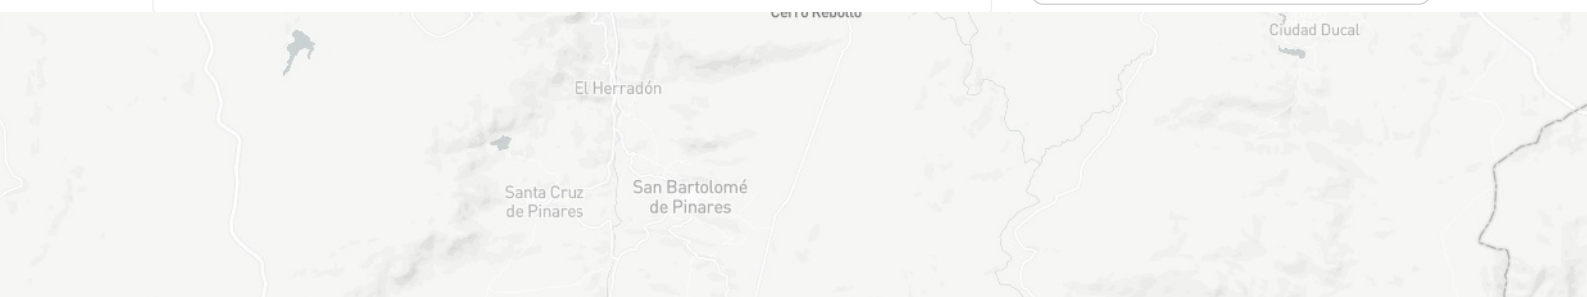 Cerro Rebollo
Ciudad Ducal
El Herradón
Santa Cruz
de Pinares
San Bartolomé
de Pinares